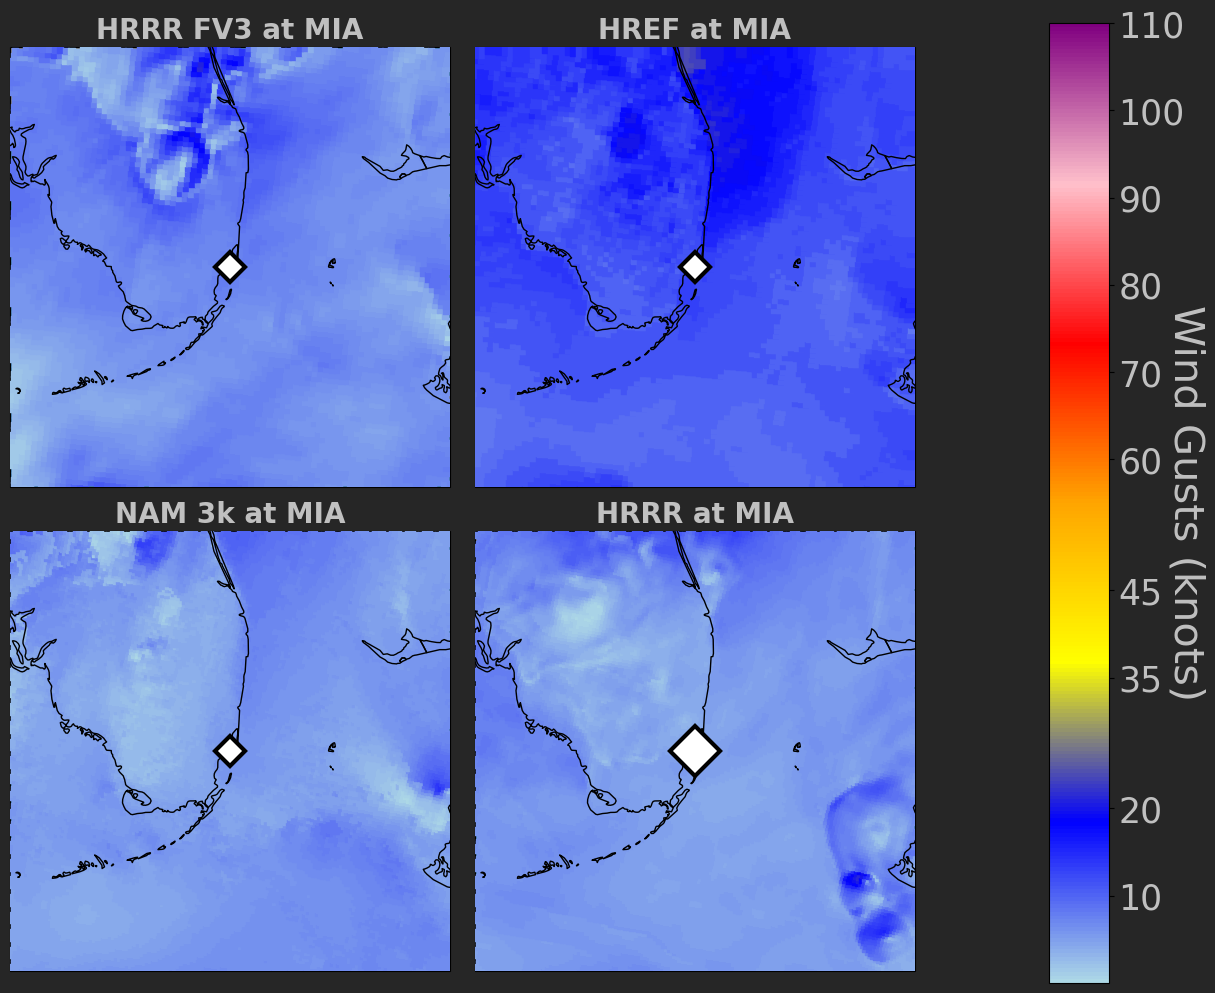 HRRR FV3 at MIA
HREF at MIA
NAM 3k at MIA
HRRR at MIA
110
100
90
80
70
60
45
35
20
10
Wind Gusts (knots)